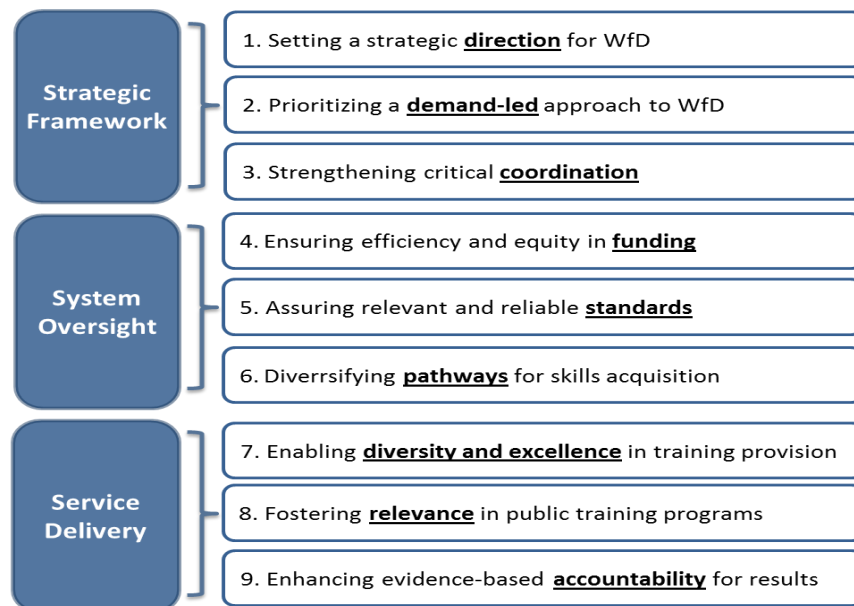 Strategic
Framework
1. Setting a strategic direction for WfD
2. Prioritizing a demand-led approach to WfD
3. Strengthening critical coordination
System
Oversight
4. Ensuring efficiency and equity in funding
5. Assuring relevant and reliable standards
6. Diverrsifying pathways for skills acquisition
Service
Delivery
7. Enabling diversity and excellence in training provision
8. Fostering relevance in public training programs
9. Enhancing evidence-based accountability for results